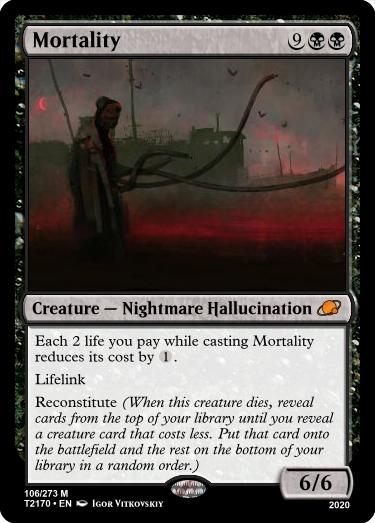 Mortality 9
Creature — Nightmare Hallucination
Each 2 life you pay while casting Mortality
reduces its cost by 1.
Lifelink
Reconstitute (When this creature dies, reveal
cards from the top of your library until you reveal
a creature card that costs less. Put that card onto
the battlefield and the rest on the bottom of your
library in a random order.)
6/6
106/273 M
T2170 • EN Igor Vitkovskiy
2020